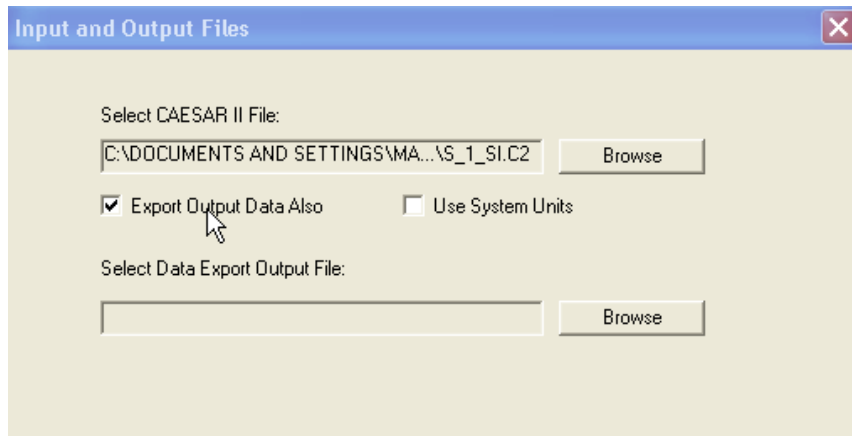 Input and Output Files
Select CAESAR II File:
C:\DOCUMENTS AND SETTINGS\MA...\S_1_SI.C2
Browse
Export Output Data Also
Use System Units
Select Data Export Output File:
Browse